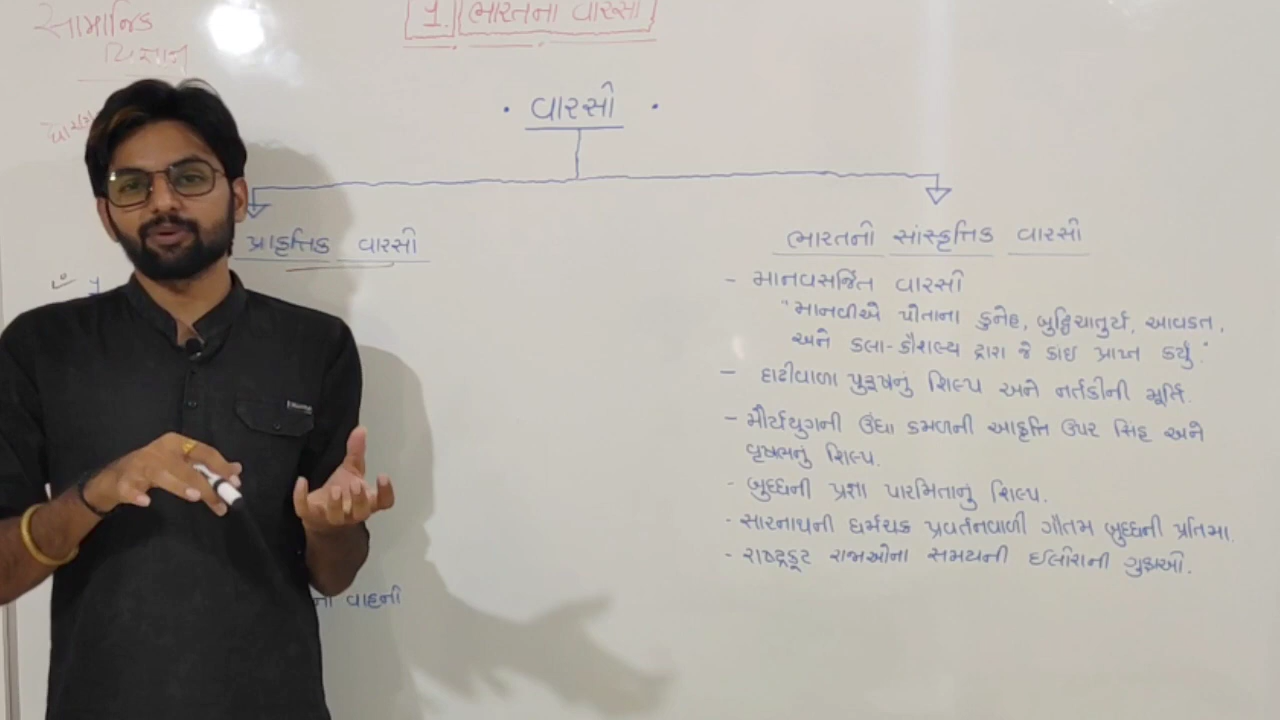 સામાજિક
વિજ્ઞાન
1. ભારતના વારસો
• વારસો •
પ્રાકૃત્તિક વારસો
ભારતનો સાંસ્કૃત્તિક વારસો
- માનવસર્જિત વારસો
"માનવીએ પોતાના કુનેહ, બુદ્ધિચાતુર્ય, આવડત,
અને કલા-કૌશલ્ય દ્વારા જે કાંઇ પ્રાપ્ત કર્યું."
- દાઢીવાળા પુરૂષનું શિલ્પ અને નર્તકીની મૂર્તિ.
- મૌર્યયુગની ઉંધા કમળની આકૃત્તિ ઉપર સિંહ અને
વૃષભનું શિલ્પ.
- બુધ્ધની પ્રજ્ઞા પારમિતાનું શિલ્પ.
- સારનાથની ધર્મચક્ર પ્રવર્તનવાળી ગૌતમ બુધ્ધની પ્રતિમા.
- રાષ્ટ્રકૂટ રાજાઓના સમયની ઇલોરાની ગુફાઓ.
વાહનો